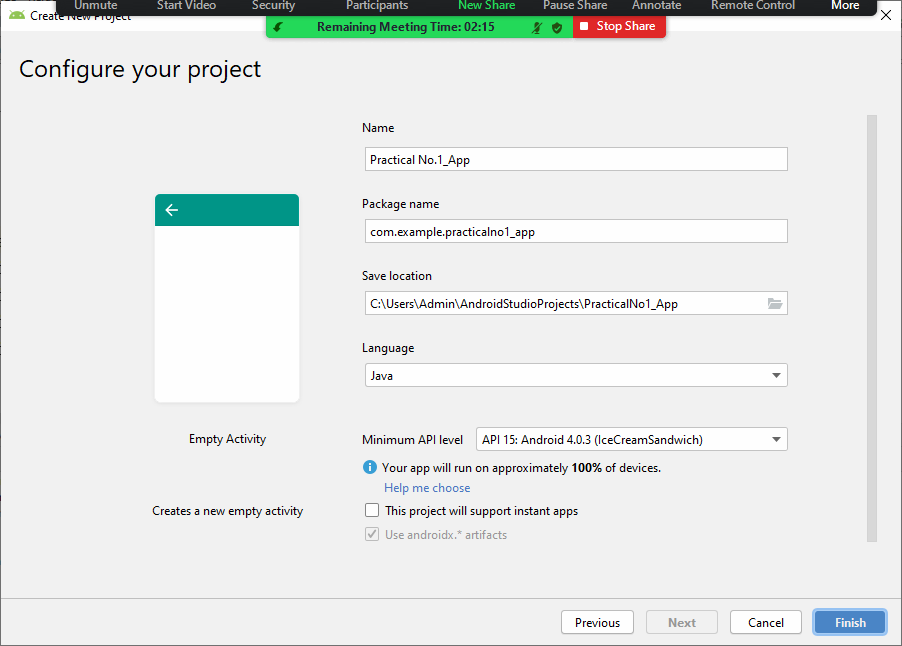 Unmute Start Video Security Participants New Share Pause Share Annotate Remote Control More
Create New Project
Remaining Meeting Time: 02:15 Stop Share
Configure your project
Name
Practical No.1_App
Package name
com.example.practicalno1_app
Save location
C:\Users\Admin\AndroidStudioProjects\PracticalNo1_App
Language
Java
Empty Activity
Minimum API level API 15: Android 4.0.3 (IceCreamSandwich)
Your app will run on approximately 100% of devices.
Help me choose
Creates a new empty activity
This project will support instant apps
Use androidx.* artifacts
Previous Next Cancel Finish